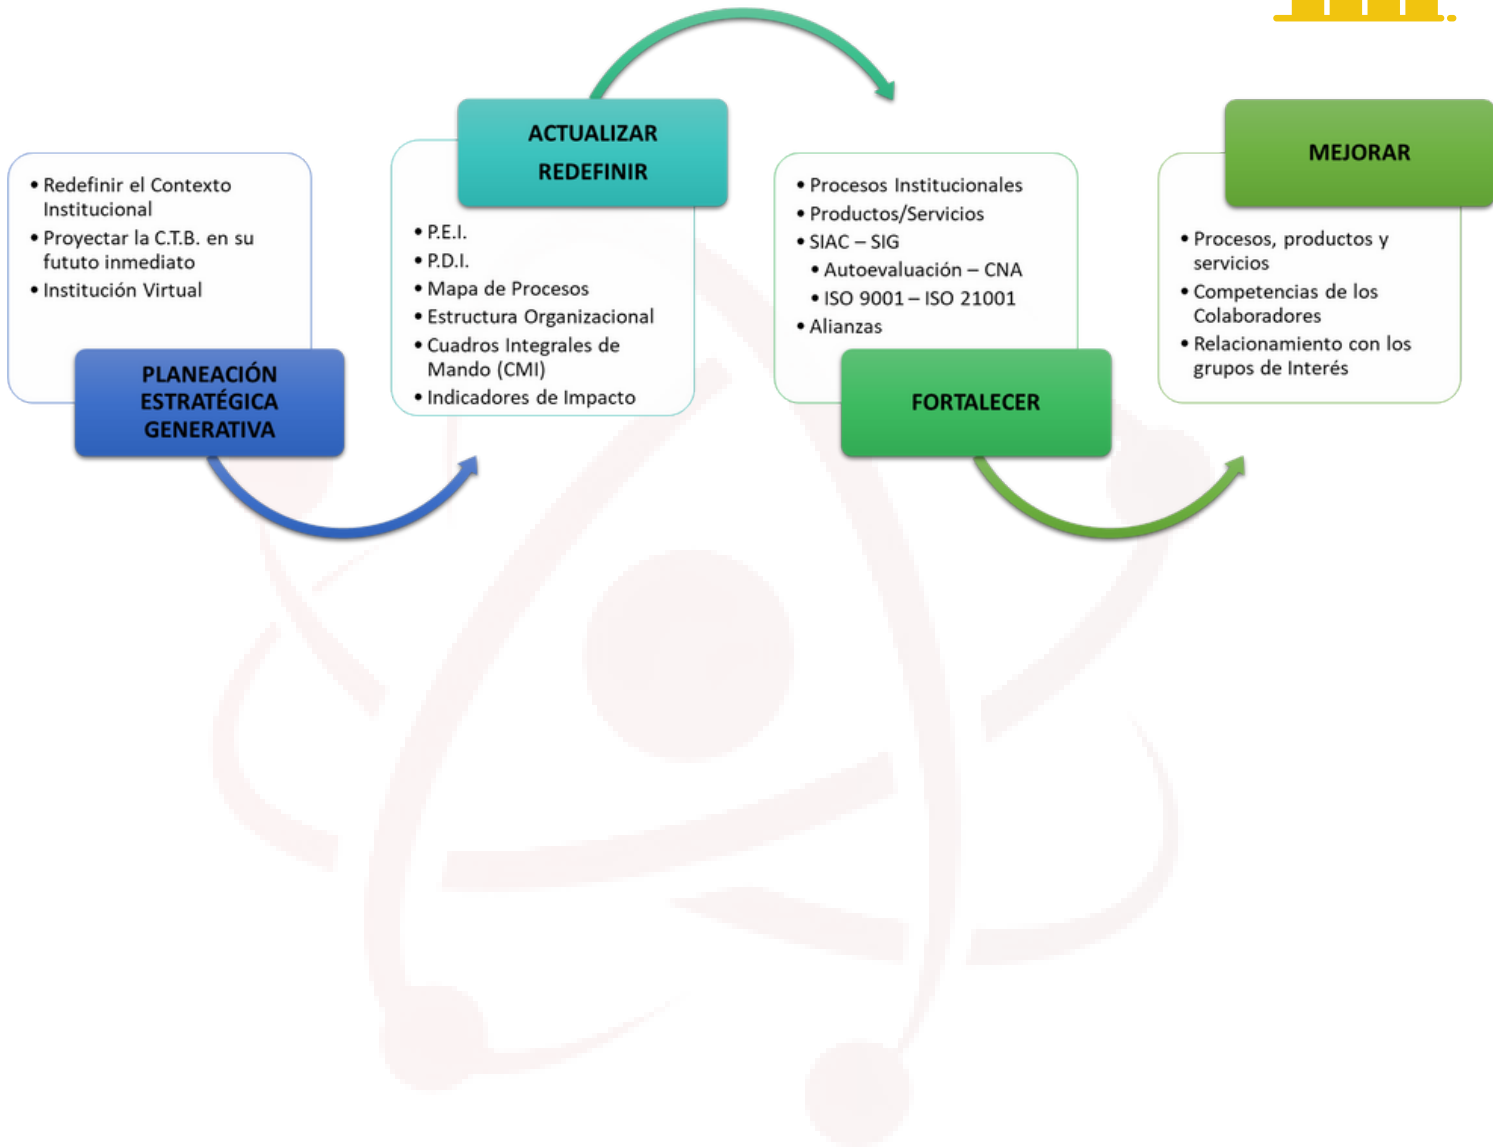 • Redefinir el Contexto
Institucional
• Proyectar la C.T.B. en su
fututo inmediato
• Institución Virtual
PLANEACIÓN
ESTRATÉGICA
GENERATIVA
ACTUALIZAR
REDEFINIR
• P.E.I.
• P.D.I.
• Mapa de Procesos
• Estructura Organizacional
• Cuadros Integrales de
Mando (CMI)
• Indicadores de Impacto
• Procesos Institucionales
• Productos/Servicios
• SIAC – SIG
• Autoevaluación – CNA
• ISO 9001 – ISO 21001
• Alianzas
FORTALECER
MEJORAR
• Procesos, productos y
servicios
• Competencias de los
Colaboradores
• Relacionamiento con los
grupos de Interés